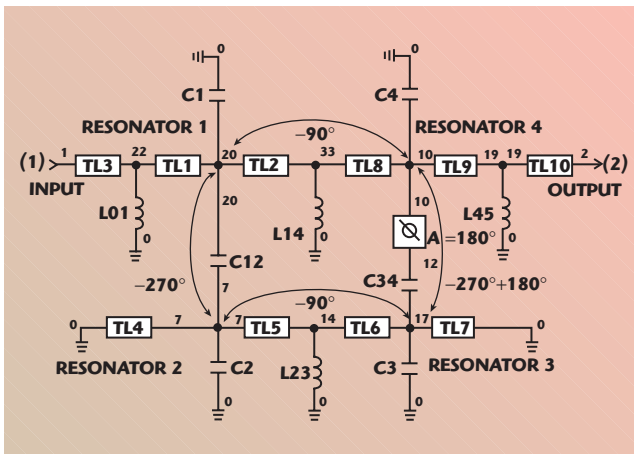 0 0
C1 C4
RESONATOR 1 −90° RESONATOR 4
(1) 1 TL3 22 TL1 20 TL2 33 TL8 10 TL9 19 19 TL10 2 (2)
INPUT OUTPUT
20 10
L01 L14 L45
0 0 A =180° 0
C12 12
−270° C34 −270°+180°
7 −90°
0 TL4 7 7 TL5 14 TL6 17 TL7 0
RESONATOR 2 C2 L23 C3 RESONATOR 3
0 0 0